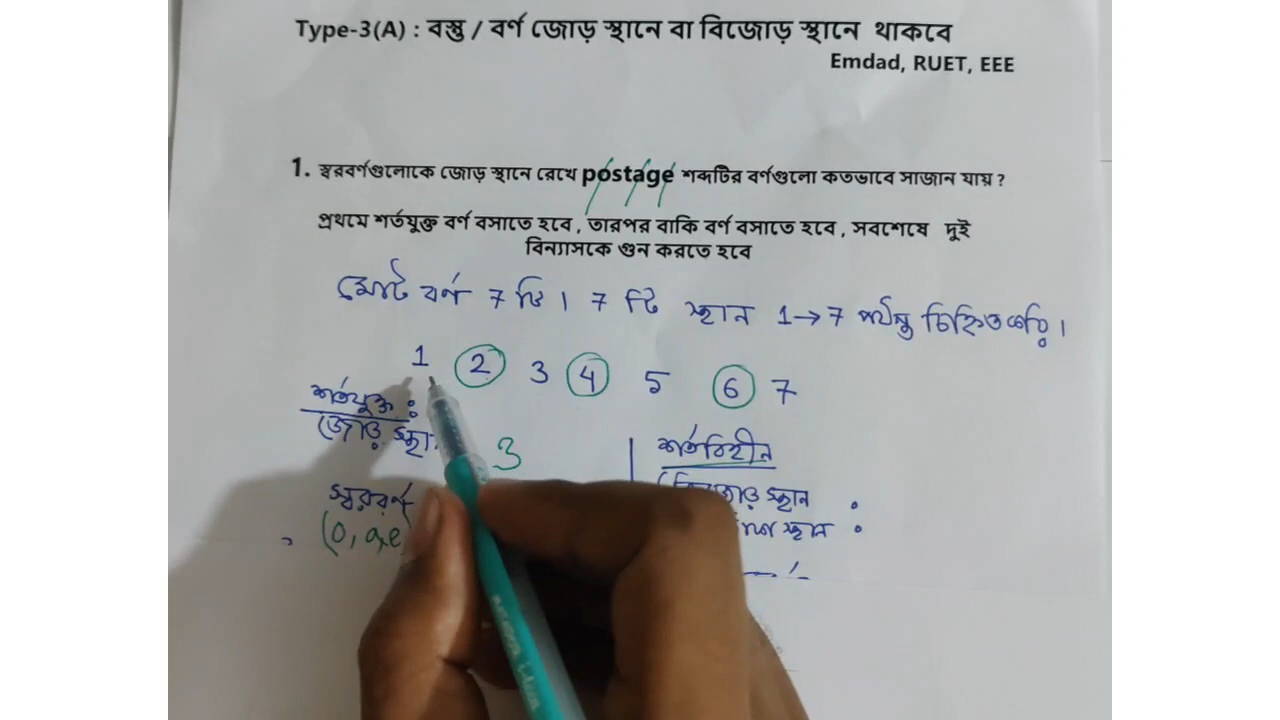 Type-3(A) : বস্তু / বর্ণ জোড় স্থানে বা বিজোড় স্থানে থাকবে
Emdad, RUET, EEE
1. স্বরবর্ণগুলোকে জোড় স্থানে রেখে postage শব্দটির বর্ণগুলো কতভাবে সাজান যায় ?
প্রথমে শর্তযুক্ত বর্ণ বসাতে হবে , তারপর বাকি বর্ণ বসাতে হবে , সবশেষে দুই
বিন্যাসকে গুন করতে হবে
মোট বর্ণ 7 টি । 7 টি স্থান 1→7 পর্যন্ত চিহ্নিত করি ।
1 2 3 4 5 6 7
শর্তযুক্ত :
জোড় 3
শর্তবিহীন
স্থান
স্বরবর্ণ
স্থান :
(o, a, e)